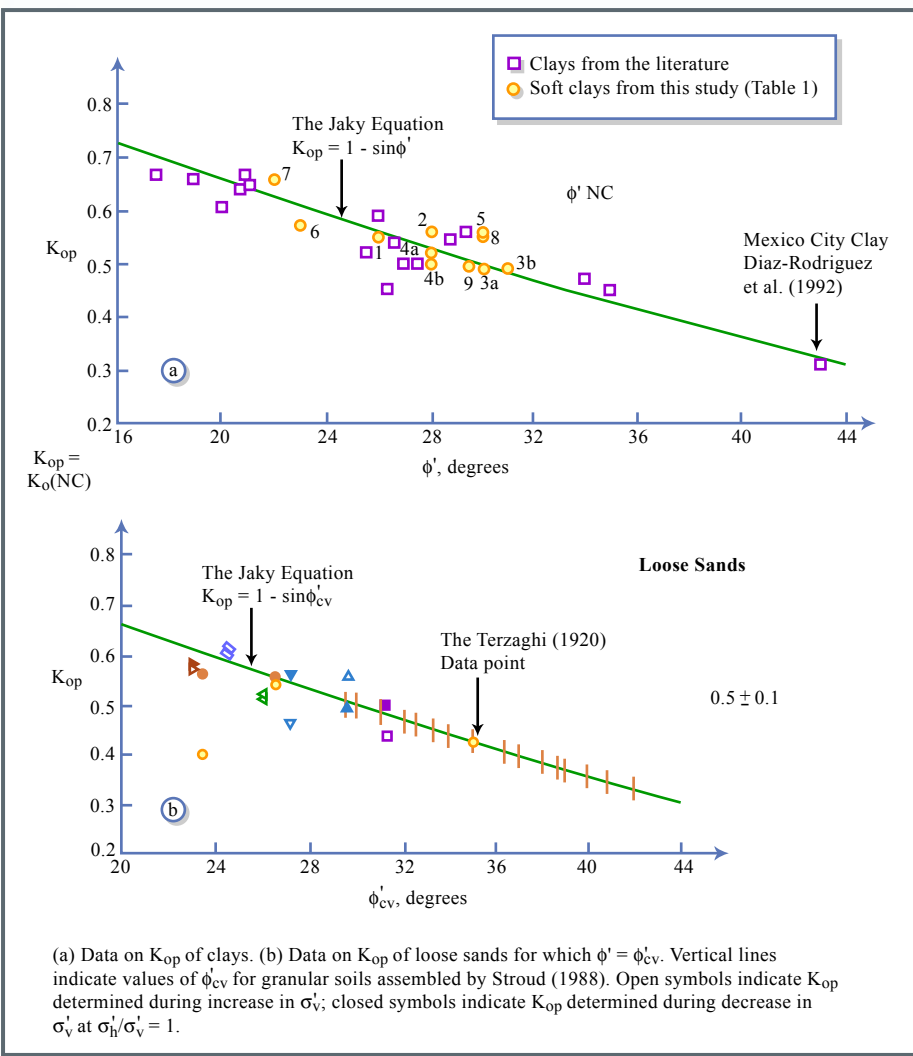 Clays from the literature
Soft clays from this study (Table 1)
0.8
0.7
0.6
0.5
0.4
0.3
0.2
Kop
The Jaky Equation
Kop = 1 - sinϕ'
ϕ' NC
Mexico City Clay
Diaz-Rodriguez
et al. (1992)
7
6
1
4a
2
4b
5
8
9
3a
3b
a
16
20
24
28
32
36
40
44
ϕ', degrees
Kop =
Ko(NC)
0.8
0.7
0.6
0.5
0.4
0.3
0.2
Kop
The Jaky Equation
Kop = 1 - sinϕ'cv
Loose Sands
The Terzaghi (1920)
Data point
0.5 ± 0.1
b
20
24
28
32
36
40
44
ϕ'cv, degrees
(a) Data on Kop of clays. (b) Data on Kop of loose sands for which ϕ' = ϕ'cv. Vertical lines
indicate values of ϕ'cv for granular soils assembled by Stroud (1988). Open symbols indicate Kop
determined during increase in σ'v; closed symbols indicate Kop determined during decrease in
σ'v at σ'h/σ'v = 1.